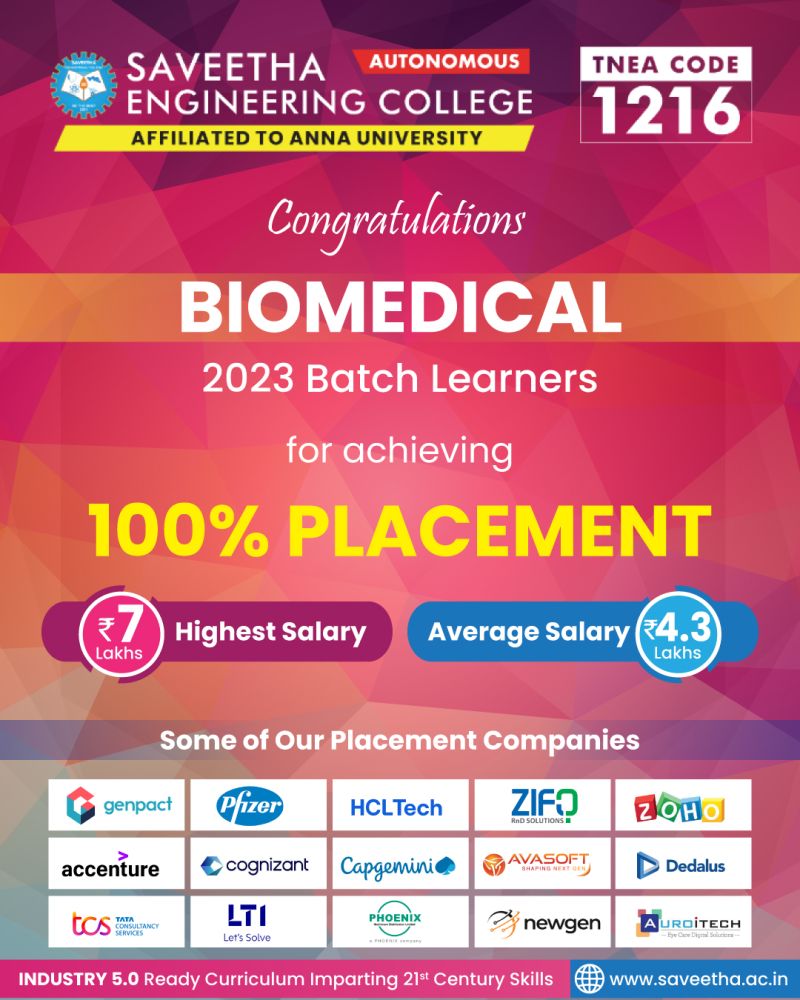 SAVEETHA
AUTONOMOUS
ENGINEERING COLLEGE
AFFILIATED TO ANNA UNIVERSITY
TNEA CODE
1216
Congratulations
BIOMEDICAL
2023 Batch Learners
for achieving
100% PLACEMENT
₹7
Lakhs
Highest Salary
Average Salary
₹4.3
Lakhs
Some of Our Placement Companies
genpact
Pfizer
HCLTech
ZIFO
RnD SOLUTIONS
ZOHO
accenture
cognizant
Capgemini
AVASOFT
SHAPING NEXT-GEN
Dedalus
tcs TATA
CONSULTANCY
SERVICES
LTI
Let's Solve
PHOENIX
a PHOENIX company
newgen
AUROiTECH
Eye Care Digital Solutions
INDUSTRY 5.0 Ready Curriculum Imparting 21st Century Skills
www.saveetha.ac.in